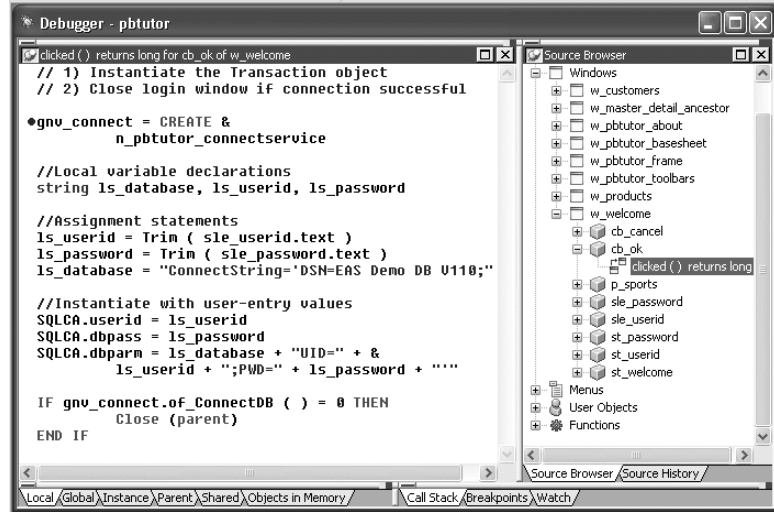 Debugger - pbtutor
clicked ( ) returns long for cb_ok of w_welcome
// 1) Instantiate the Transaction object
// 2) Close login window if connection successful
gnv_connect = CREATE &
n_pbtutor_connectservice
//Local variable declarations
string ls_database, ls_userid, ls_password
//Assignment statements
ls_userid = Trim ( sle_userid.text )
ls_password = Trim ( sle_password.text )
ls_database = "ConnectString='DSN=EAS Demo DB V110;"
//Instantiate with user-entry values
SQLCA.userid = ls_userid
SQLCA.dbpass = ls_password
SQLCA.dbparm = ls_database + "UID=" + &
ls_userid + ";PWD=" + ls_password + "'"
IF gnv_connect.of_ConnectDB ( ) = 0 THEN
Close (parent)
END IF
Local Global Instance Parent Shared Objects in Memory
Source Browser
Windows
w_customers
w_master_detail_ancestor
w_pbtutor_about
w_pbtutor_basesheet
w_pbtutor_frame
w_pbtutor_toolbars
w_products
w_welcome
cb_cancel
cb_ok
clicked ( ) returns long
p_sports
sle_password
sle_userid
st_password
st_userid
st_welcome
Menus
User Objects
Functions
Source Browser Source History
Call Stack Breakpoints Watch